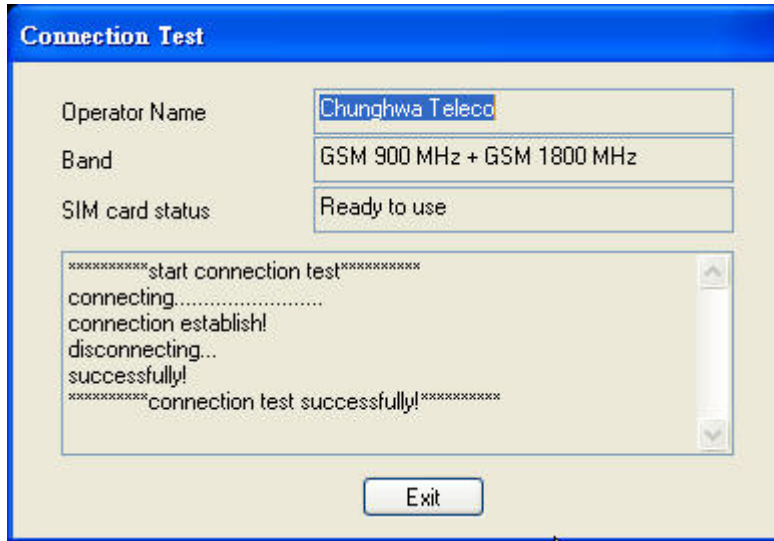 Connection Test
Operator Name Chunghwa Teleco
Band GSM 900 MHz + GSM 1800 MHz
SIM card status Ready to use
**********start connection test**********
connecting..........................
connection establish!
disconnecting...
successfully!
**********connection test successfully!**********
Exit